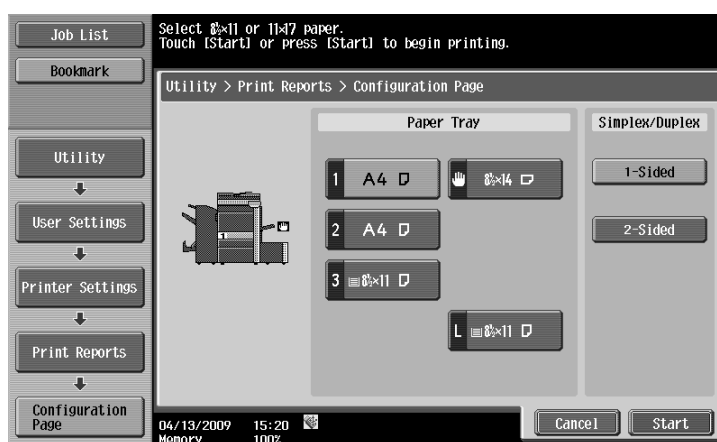 Job List
Bookmark
Select 8½×11 or 11×17 paper.
Touch [Start] or press [Start] to begin printing.
Utility > Print Reports > Configuration Page
Paper Tray
Simplex/Duplex
1 A4
8½×14
1-Sided
2 A4
2-Sided
3 8½×11
L 8½×11
1
Utility
User Settings
Printer Settings
Print Reports
Configuration
Page
04/13/2009 15:20
Memory 100%
Cancel
Start